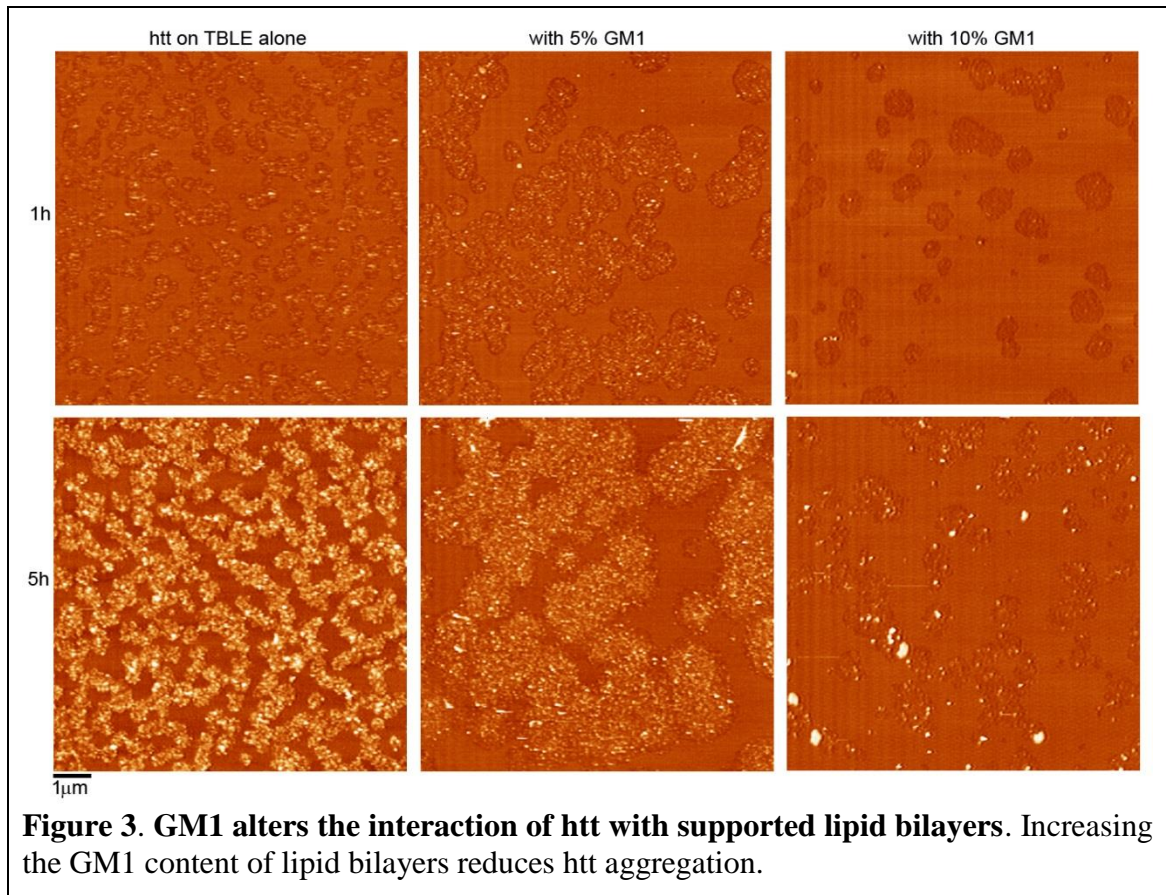 htt on TBLE alone
with 5% GM1
with 10% GM1
1h
5h
1μm
Figure 3. GM1 alters the interaction of htt with supported lipid bilayers. Increasing
the GM1 content of lipid bilayers reduces htt aggregation.